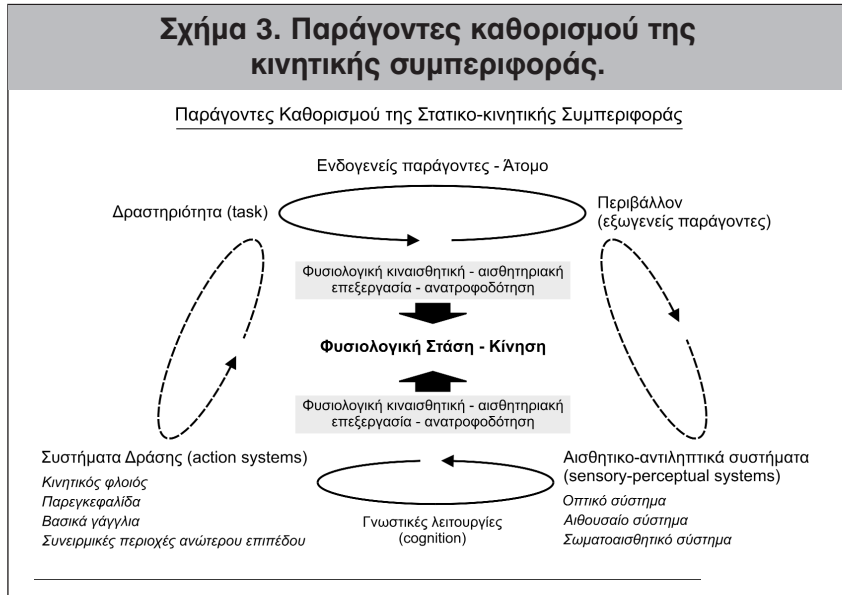 Σχήμα 3. Παράγοντες καθορισμού της
κινητικής συμπεριφοράς.
Παράγοντες Καθορισμού της Στατικο-κινητικής Συμπεριφοράς
Ενδογενείς παράγοντες - Άτομο
Δραστηριότητα (task)
Περιβάλλον
(εξωγενείς παράγοντες)
Φυσιολογική κιναισθητική - αισθητηριακή
επεξεργασία - ανατροφοδότηση
Φυσιολογική Στάση - Κίνηση
Φυσιολογική κιναισθητική - αισθητηριακή
επεξεργασία - ανατροφοδότηση
Συστήματα Δράσης (action systems)
Κινητικός φλοιός
Παρεγκεφαλίδα
Βασικά γάγγλια
Συνειρμικές περιοχές ανώτερου επιπέδου
Γνωστικές λειτουργίες
(cognition)
Αισθητικο-αντιληπτικά συστήματα
(sensory-perceptual systems)
Οπτικό σύστημα
Αιθουσαίο σύστημα
Σωματοαισθητικό σύστημα